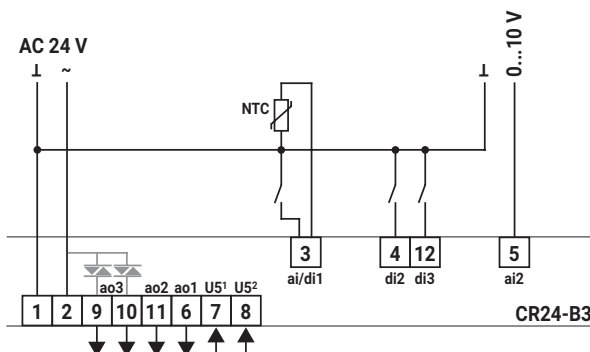 AC 24 V
⊥ ~ ⊥ 0...10 V
NTC
3 4 12 5
ai/di1 di2 di3 ai2
ao3 ao2 ao1 U5¹ U5²
1 2 9 10 11 6 7 8
CR24-B3